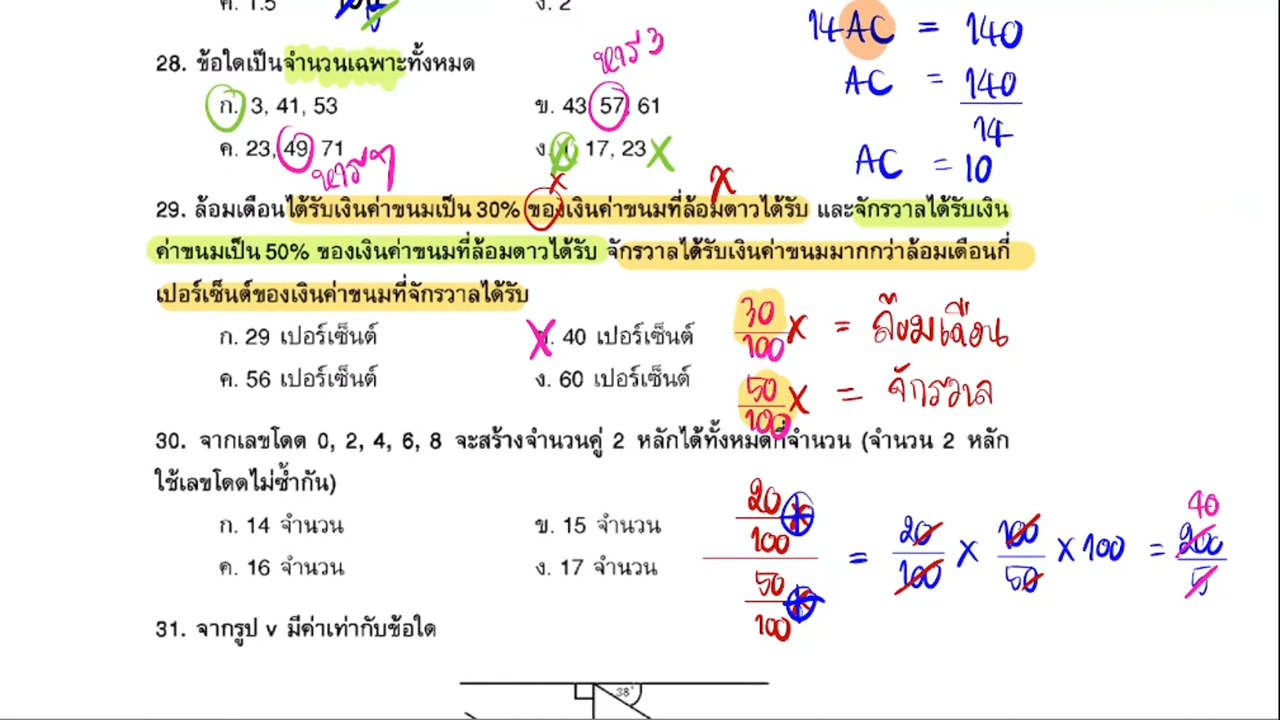 ค. 1.5 ง. 2
14AC = 140
28. ข้อใดเป็นจำนวนเฉพาะทั้งหมด
หาร 3
AC = 140
14
ก. 3, 41, 53 ข. 43, 57, 61
ค. 23, 49, 71 ง. 1, 17, 23
หาร 7
AC = 10
29. ล้อมเดือนได้รับเงินค่าขนมเป็น 30% ของเงินค่าขนมที่ล้อมดาวได้รับ และจักรวาลได้รับเงิน
ค่าขนมเป็น 50% ของเงินค่าขนมที่ล้อมดาวได้รับ จักรวาลได้รับเงินค่าขนมมากกว่าล้อมเดือนกี่
เปอร์เซ็นต์ของเงินค่าขนมที่จักรวาลได้รับ
ก. 29 เปอร์เซ็นต์ ข. 40 เปอร์เซ็นต์
ค. 56 เปอร์เซ็นต์ ง. 60 เปอร์เซ็นต์
30/100 x = ล้อมเดือน
50/100 x = จักรวาล
30. จากเลขโดด 0, 2, 4, 6, 8 จะสร้างจำนวนคู่ 2 หลักได้ทั้งหมดกี่จำนวน (จำนวน 2 หลัก
ใช้เลขโดดไม่ซ้ำกัน)
ก. 14 จำนวน ข. 15 จำนวน
ค. 16 จำนวน ง. 17 จำนวน
20/100 x
50/100 x
= 20/100 x 100/50 x 100 = 200/5
40
31. จากรูป v มีค่าเท่ากับข้อใด
38°